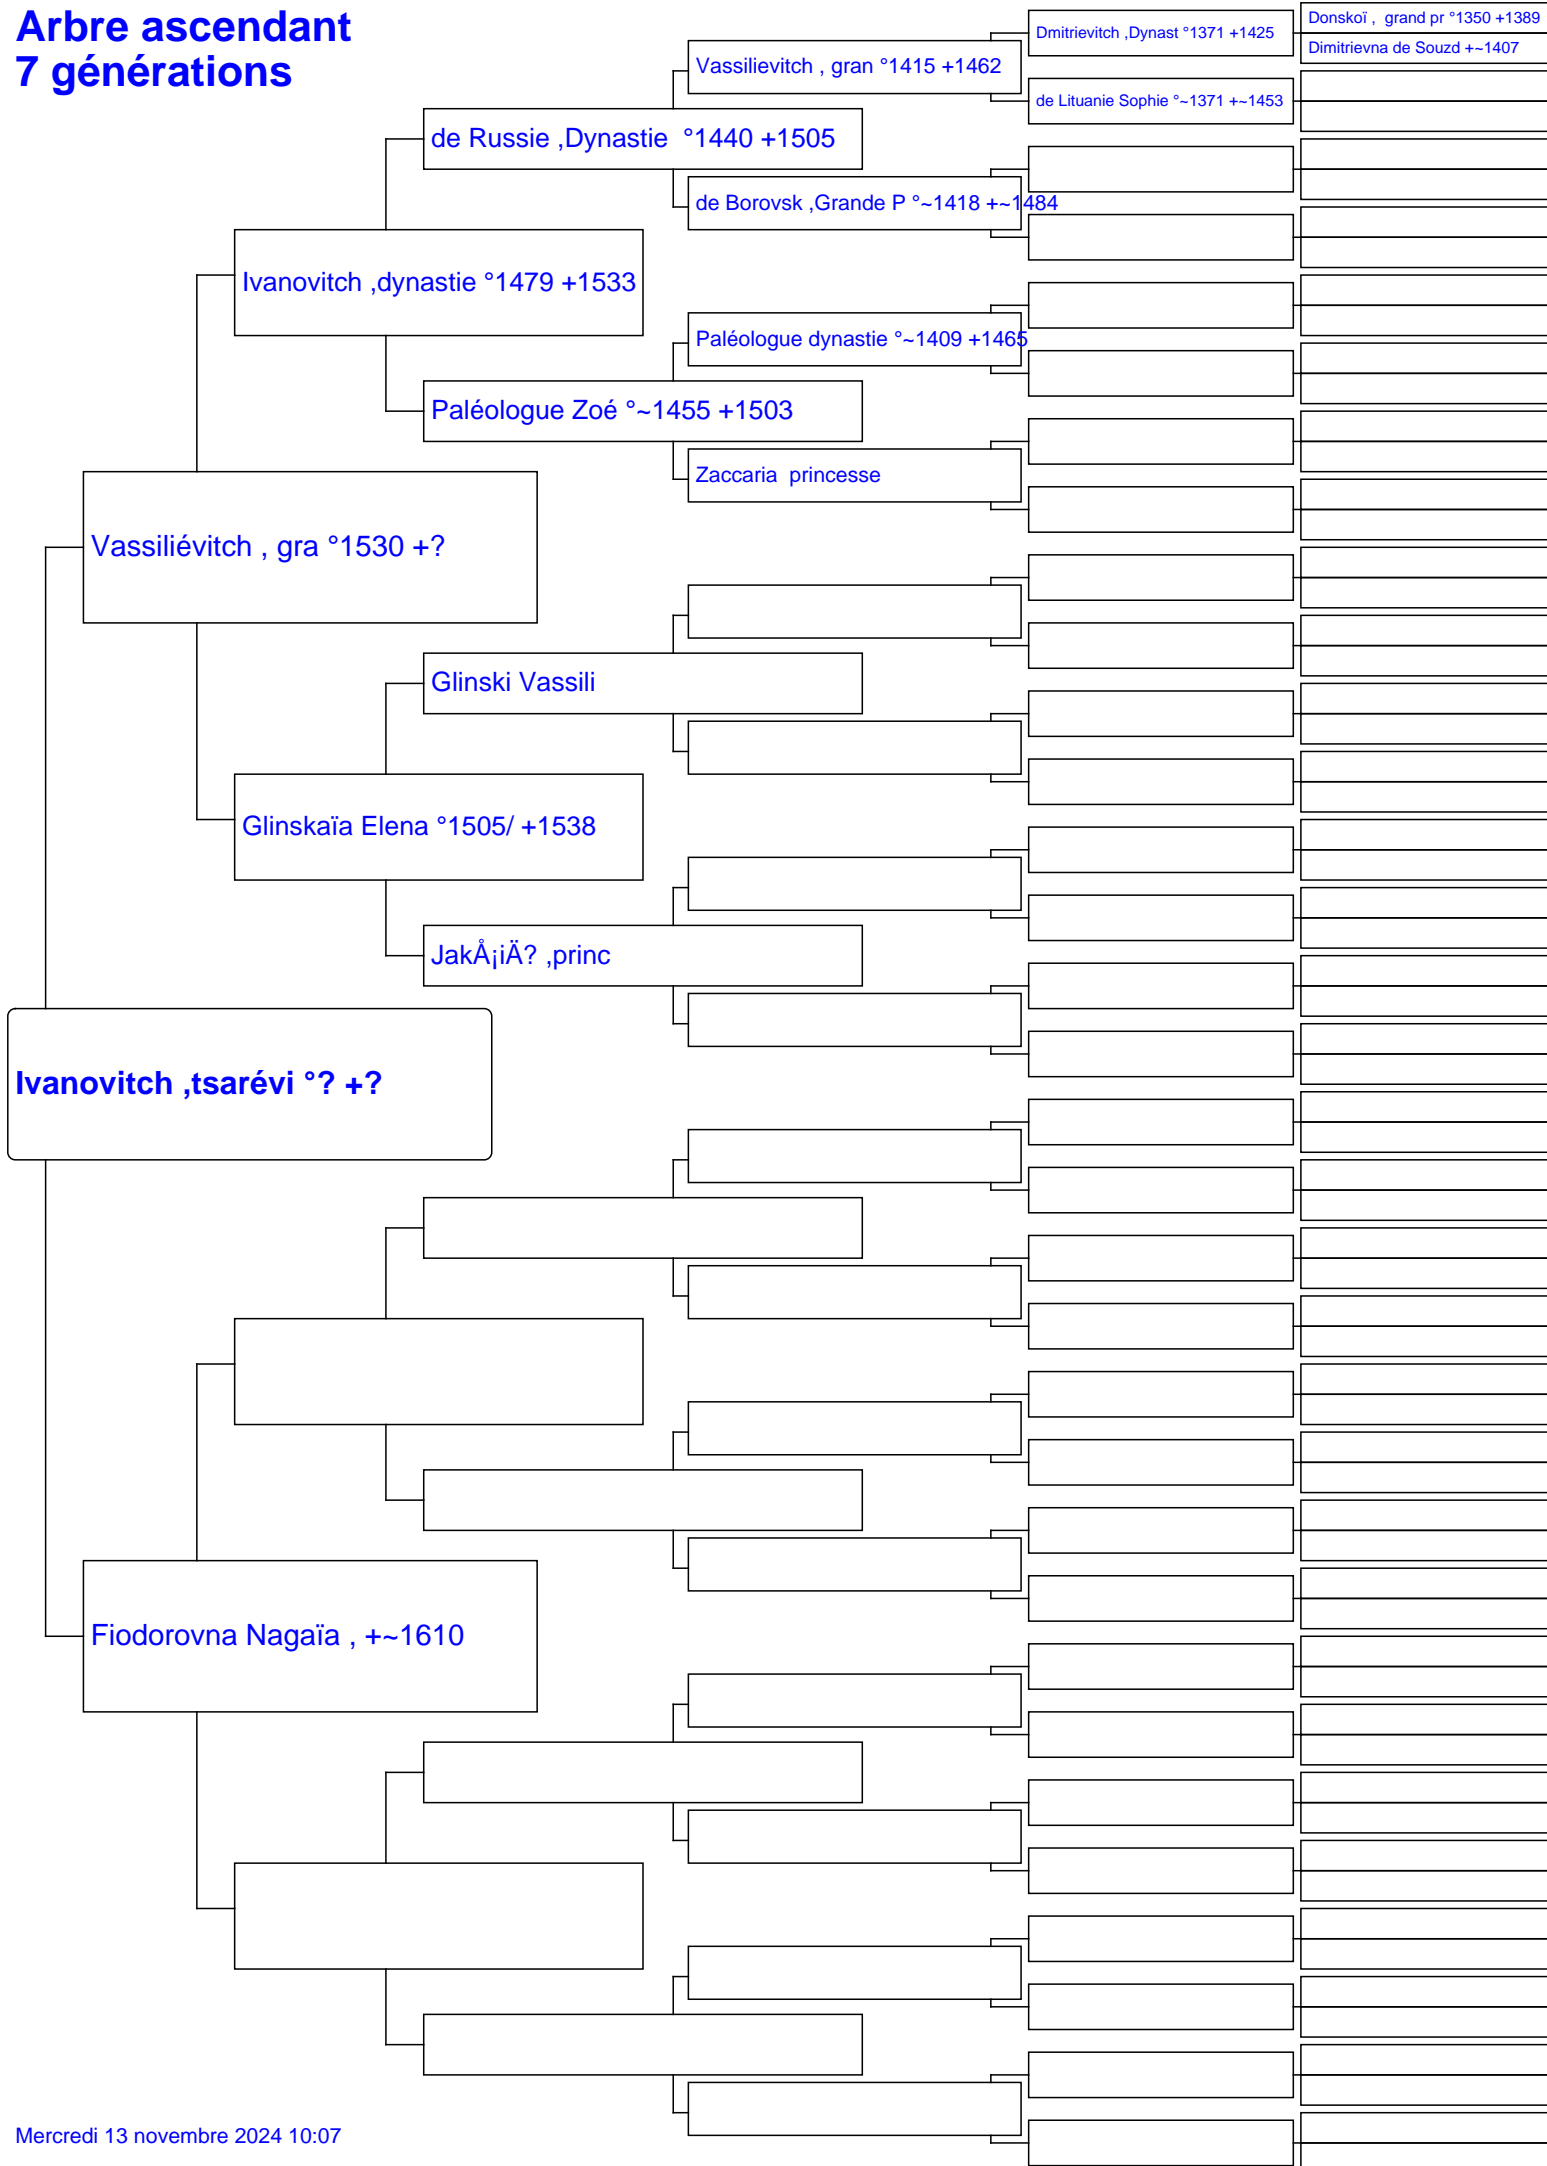 Arbre ascendant
7 générations
Donskoï , grand pr °1350 +1389
Dmitrievitch ,Dynast °1371 +1425
Dimitrievna de Souzd +~1407
Vassilievitch , gran °1415 +1462
de Lituanie Sophie °~1371 +~1453
de Russie ,Dynastie °1440 +1505
de Borovsk ,Grande P °~1418 +~1484
Ivanovitch ,dynastie °1479 +1533
Paléologue dynastie °~1409 +1465
Paléologue Zoé °~1455 +1503
Zaccaria princesse
Vassiliévitch , gra °1530 +?
Glinski Vassili
Glinskaïa Elena °1505/ +1538
JakÅ¡iÄ? ,princ
Ivanovitch ,tsarévi °? +?
Fiodorovna Nagaïa , +~1610
Mercredi 13 novembre 2024 10:07